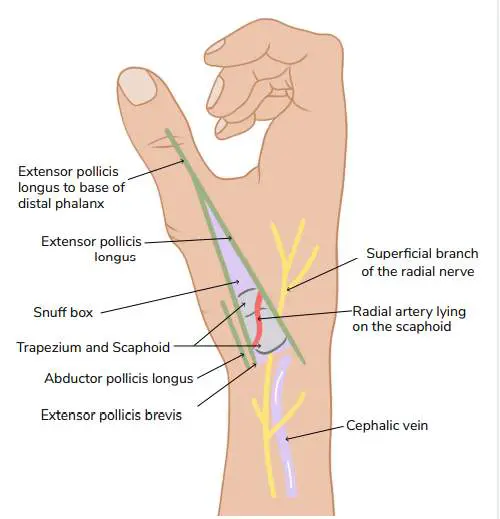 Extensor pollicis
longus to base of
distal phalanx
Extensor pollicis
longus
Superficial branch
of the radial nerve
Snuff box
Radial artery lying
on the scaphoid
Trapezium and Scaphoid
Abductor pollicis longus
Extensor pollicis brevis
Cephalic vein